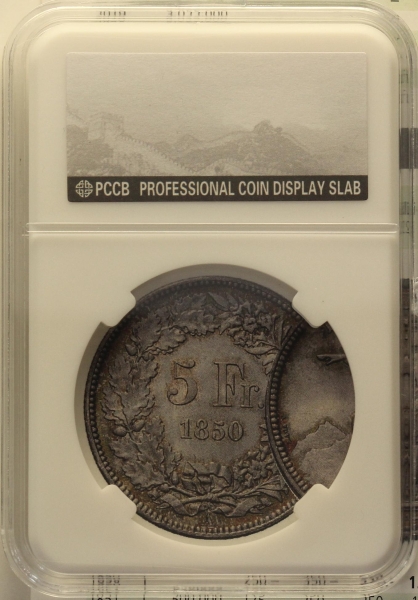 PCCB PROFESSIONAL COIN DISPLAY SLAB
5 Fr.
1850